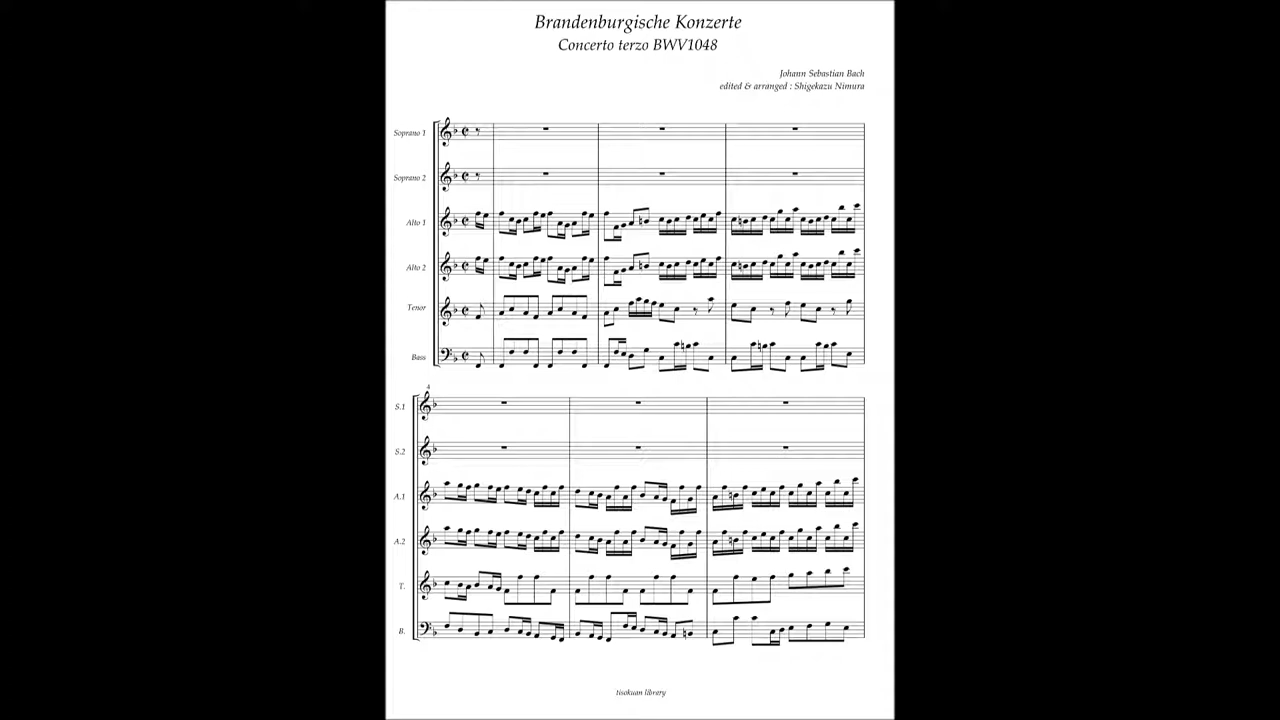 Brandenburgische Konzerte
Concerto terzo BWV1048
Johann Sebastian Bach
edited & arranged : Shigekazu Nimura
Soprano 1
Soprano 2
Alto 1
Alto 2
Tenor
Bass
4
S.1
S.2
A.1
A.2
T.
B.
tisokuan library